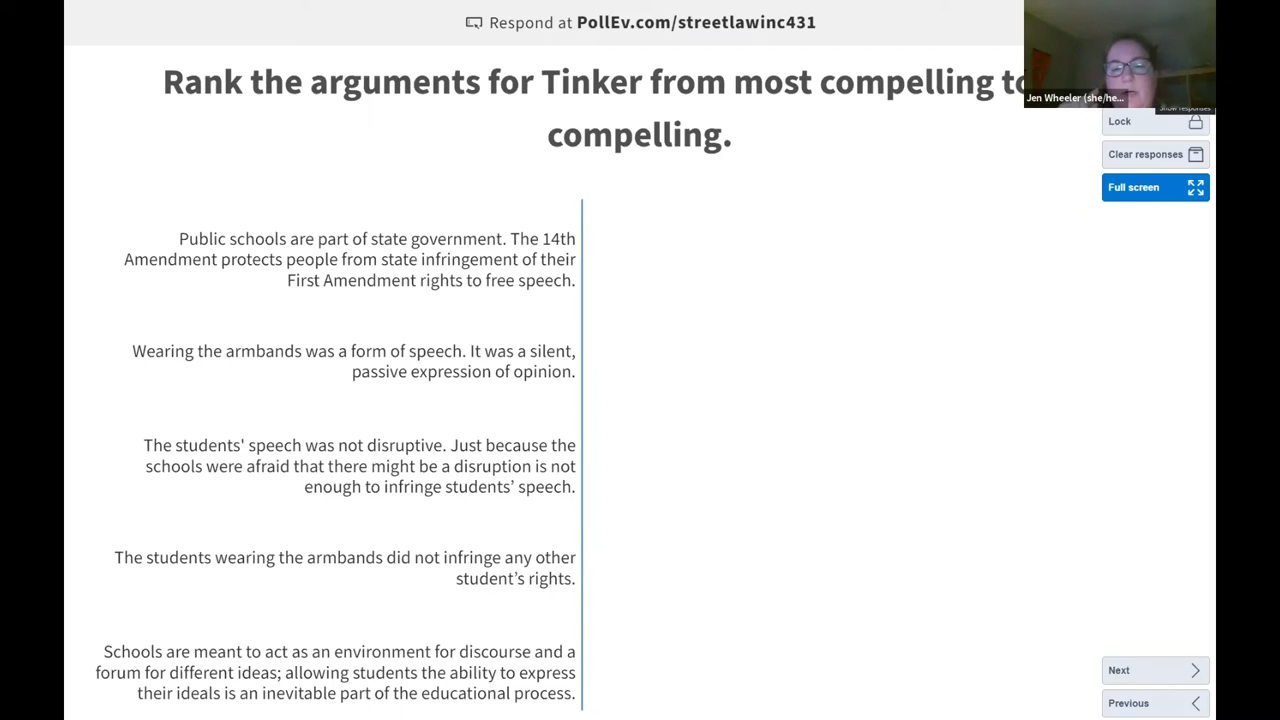 Respond at PollEv.com/streetlawinc431
Rank the arguments for Tinker from most compelling to
compelling.
Jen Wheeler (she/he...
Show responses
Lock
Clear responses
Full screen
Public schools are part of state government. The 14th
Amendment protects people from state infringement of their
First Amendment rights to free speech.
Wearing the armbands was a form of speech. It was a silent,
passive expression of opinion.
The students' speech was not disruptive. Just because the
schools were afraid that there might be a disruption is not
enough to infringe students’ speech.
The students wearing the armbands did not infringe any other
student’s rights.
Schools are meant to act as an environment for discourse and a
forum for different ideas; allowing students the ability to express
their ideals is an inevitable part of the educational process.
Next
Previous